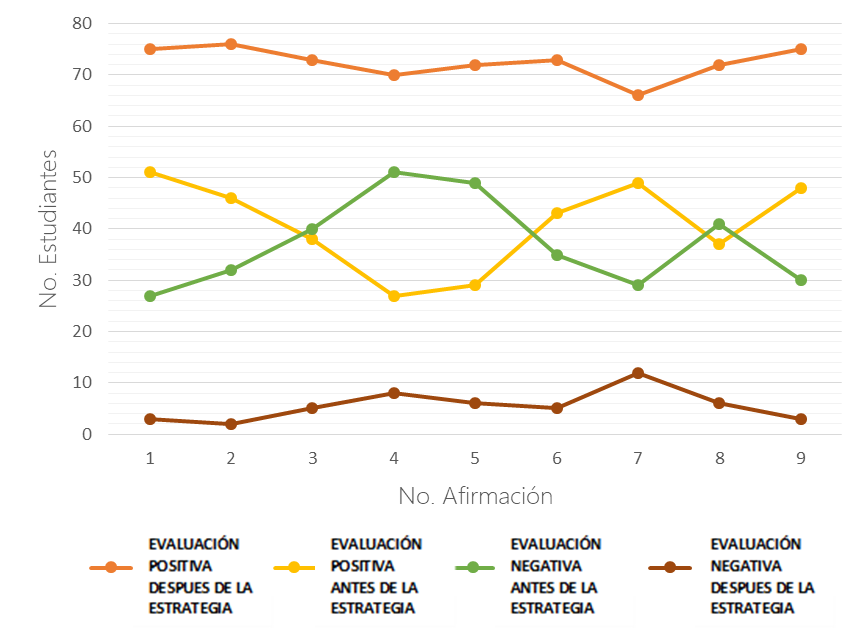 80
70
60
50
40
30
20
10
0
No. Estudiantes
1 2 3 4 5 6 7 8 9
No. Afirmación
EVALUACIÓN
POSITIVA
DESPUES DE LA
ESTRATEGIA
EVALUACIÓN
POSITIVA
ANTES DE LA
ESTRATEGIA
EVALUACIÓN
NEGATIVA
ANTES DE LA
ESTRATEGIA
EVALUACIÓN
NEGATIVA
DESPUES DE LA
ESTRATEGIA